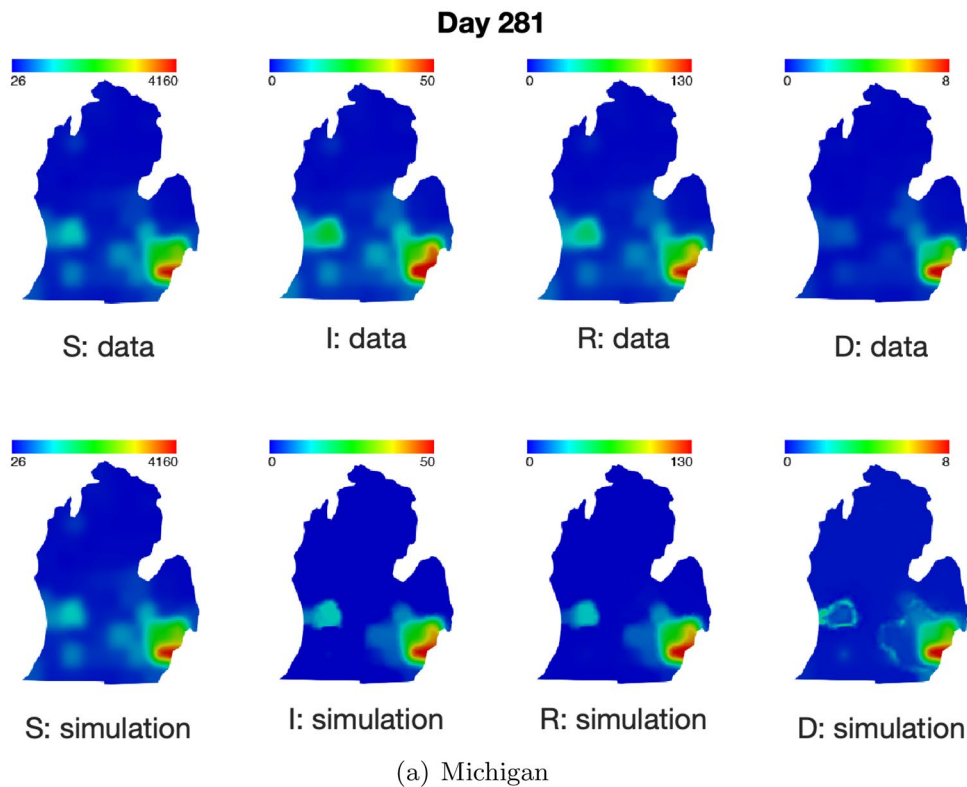 Day 281
26 4160 0 50 0 130 0 8
S: data I: data R: data D: data
26 4160 0 50 0 130 0 8
S: simulation I: simulation R: simulation D: simulation
(a) Michigan